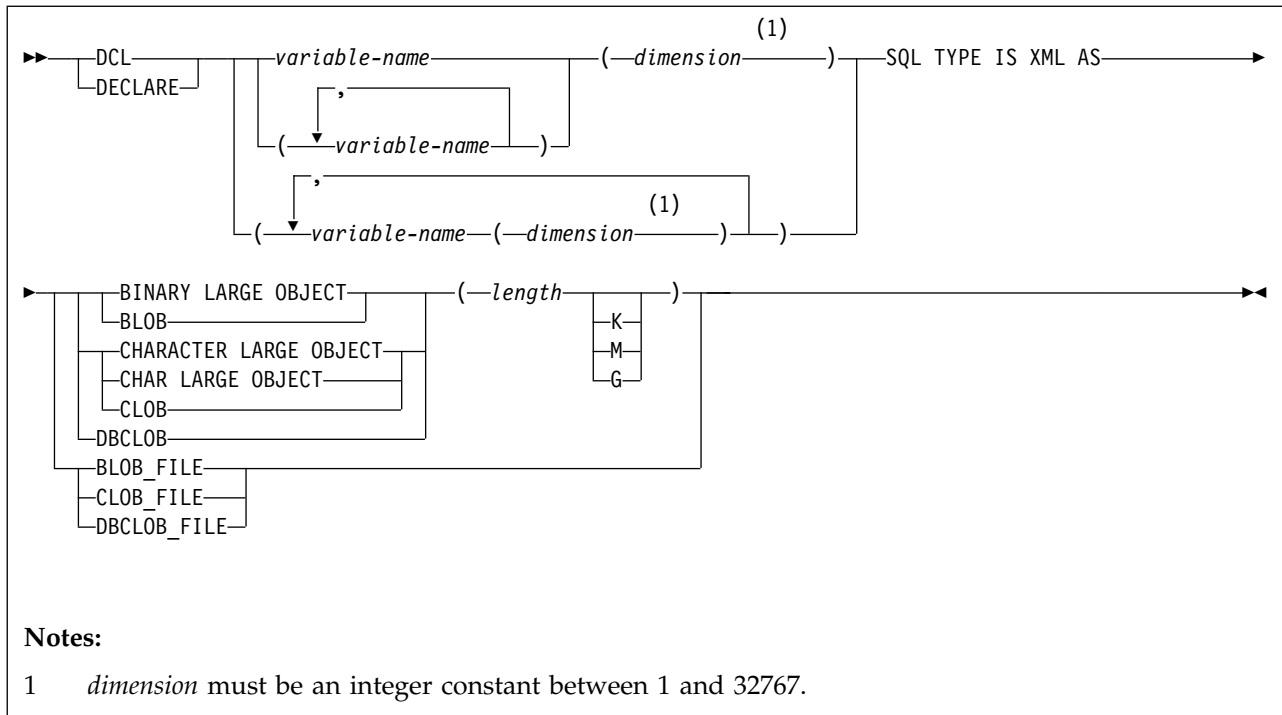 (1)
DCL variable-name ( dimension ) SQL TYPE IS XML AS
DECLARE
,
( variable-name )
,
(1)
( variable-name ( dimension ) )
BINARY LARGE OBJECT ( length )
BLOB K
CHARACTER LARGE OBJECT M
CHAR LARGE OBJECT G
CLOB
DBCLOB
BLOB_FILE
CLOB_FILE
DBCLOB_FILE
Notes:
1 dimension must be an integer constant between 1 and 32767.